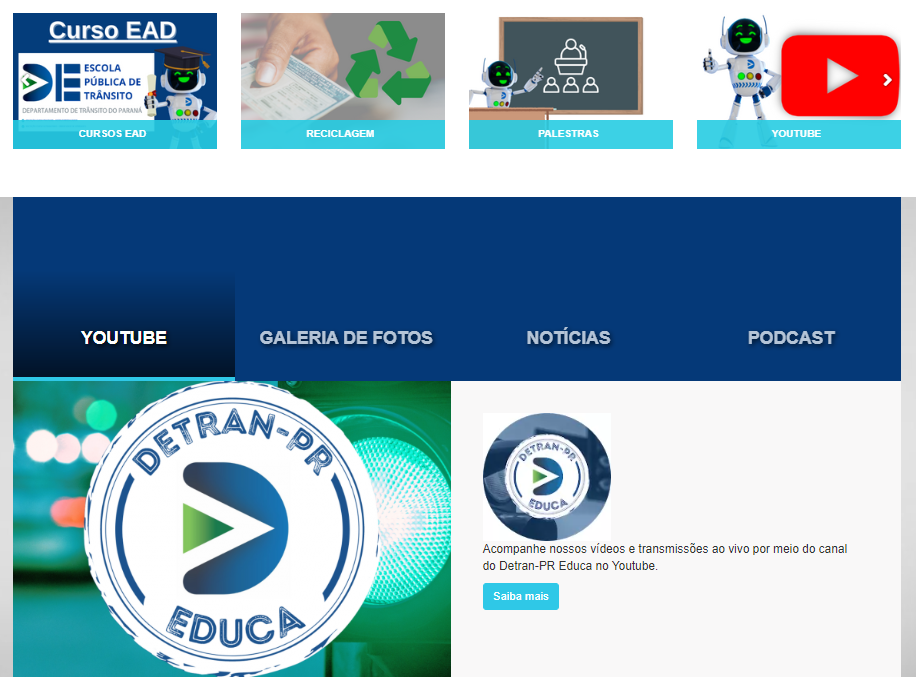 Curso EAD
ESCOLA
PÚBLICA DE
TRÂNSITO
DEPARTAMENTO DE TRÂNSITO DO PARANÁ
CURSOS EAD
RECICLAGEM
PALESTRAS
YOUTUBE
YOUTUBE
GALERIA DE FOTOS
NOTÍCIAS
PODCAST
DETRAN-PR
EDUCA
DETRAN-PR
EDUCA
Acompanhe nossos vídeos e transmissões ao vivo por meio do canal
do Detran-PR Educa no Youtube.
Saiba mais